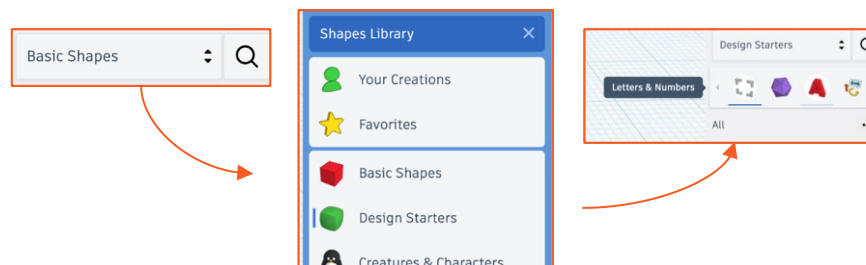 Basic Shapes
Shapes Library
Your Creations
Favorites
Basic Shapes
Design Starters
Creatures & Characters
Design Starters
Letters & Numbers
All